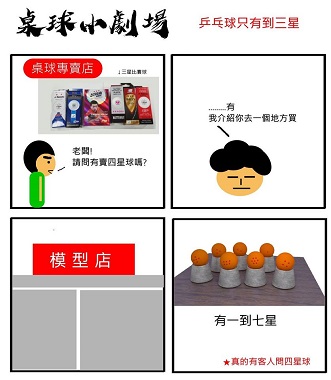 桌球小劇場
乒乓球只有到三星
桌球專賣店
↓三星比賽球
老闆!
請問有賣四星球嗎?
.........有
我介紹你去一個地方買
模型店
有一到七星
★真的有客人問四星球